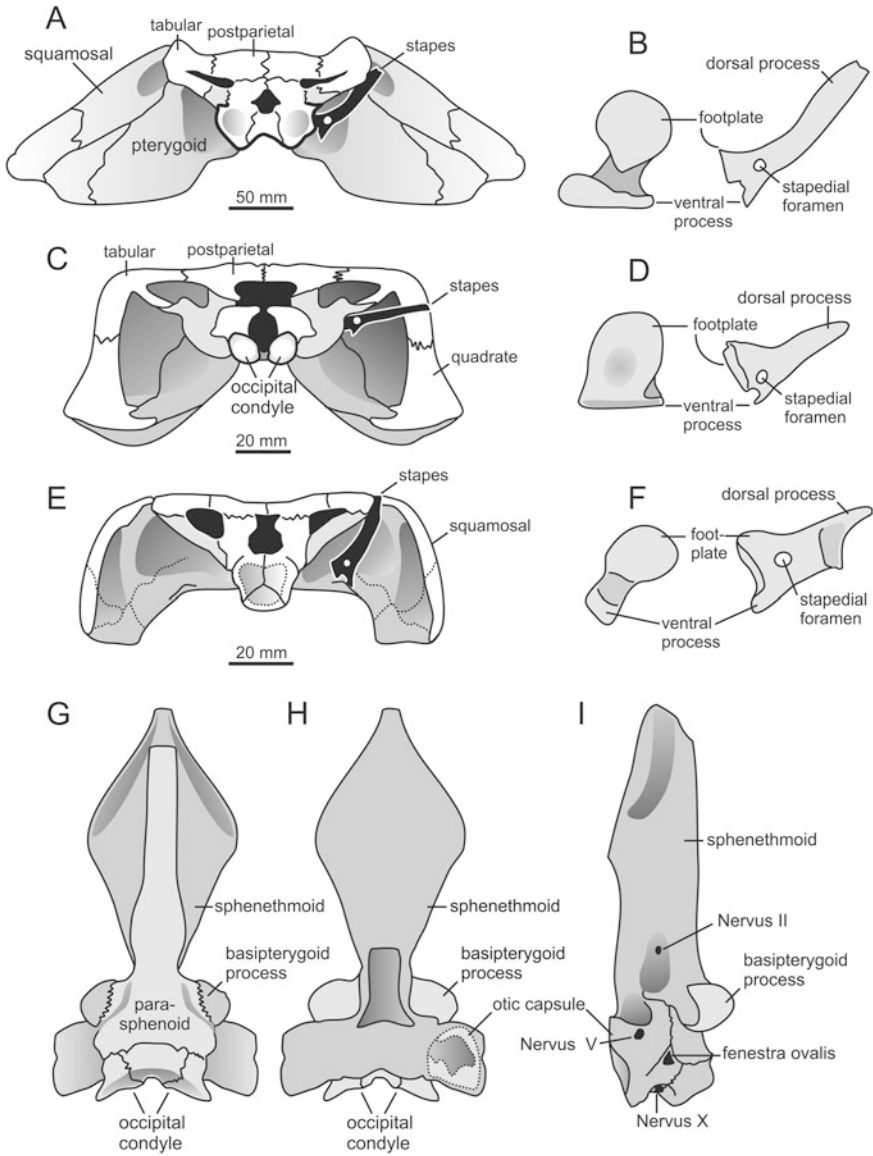 A
tabular
postparietal
squamosal
stapes
pterygoid
50 mm
B
dorsal process
footplate
stapedial
foramen
ventral
process
C
tabular
postparietal
stapes
quadrate
occipital
condyle
20 mm
D
dorsal process
footplate
ventral
process
stapedial
foramen
E
stapes
squamosal
20 mm
F
dorsal process
foot-
plate
stapedial
foramen
ventral
process
G
sphenethmoid
basipterygoid
process
para-
sphenoid
occipital
condyle
H
sphenethmoid
basipterygoid
process
otic capsule
occipital
condyle
I
sphenethmoid
Nervus II
basipterygoid
process
Nervus V
fenestra ovalis
Nervus X